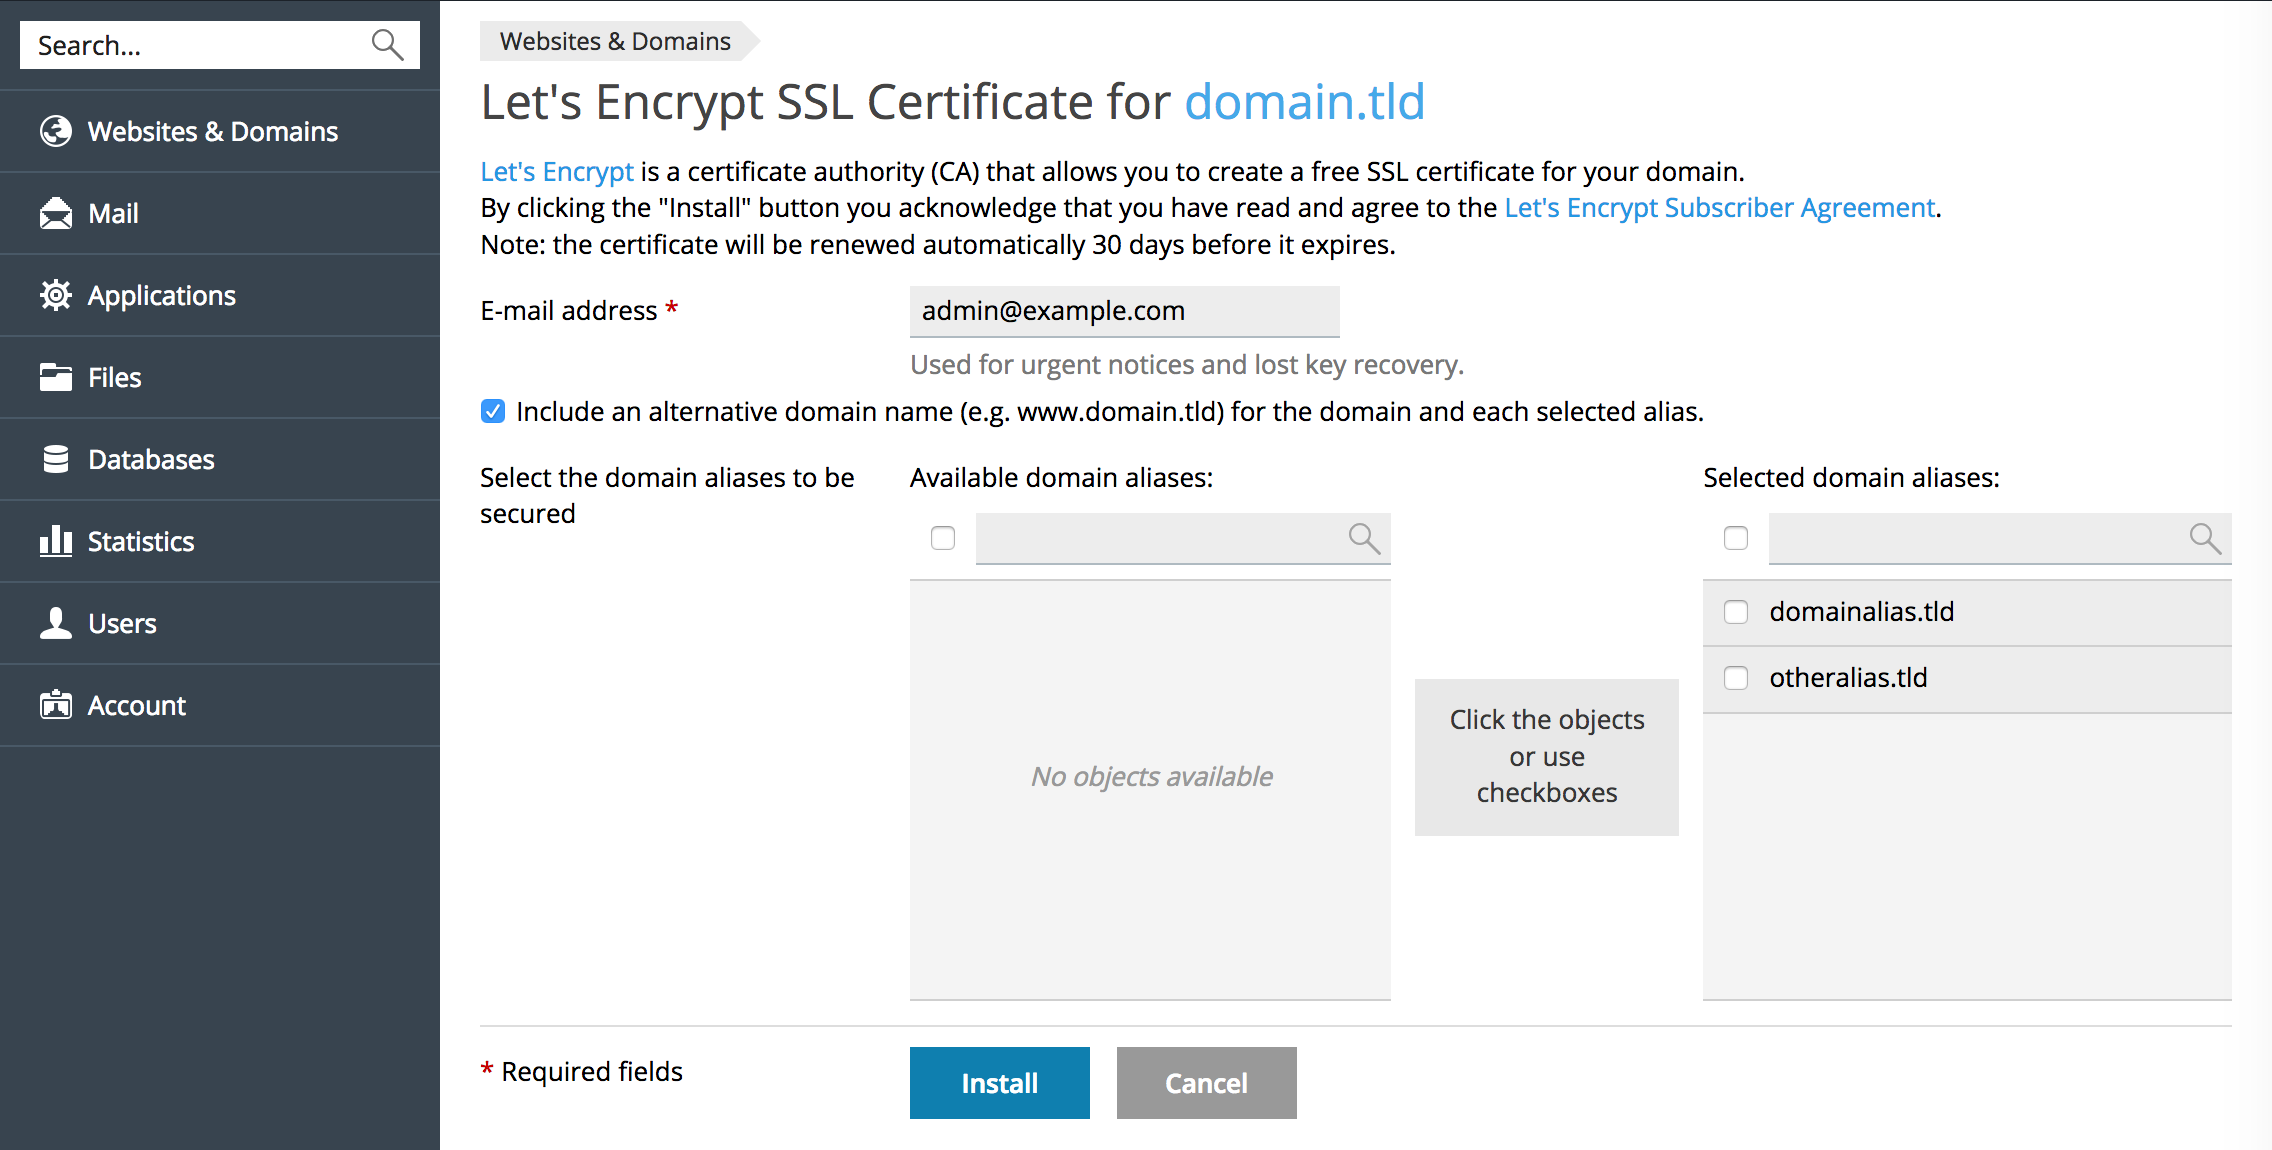 Search...
Websites & Domains
Mail
Applications
Files
Databases
Statistics
Users
Account
Websites & Domains
Let's Encrypt SSL Certificate for domain.tld
Let's Encrypt is a certificate authority (CA) that allows you to create a free SSL certificate for your domain.
By clicking the "Install" button you acknowledge that you have read and agree to the Let's Encrypt Subscriber Agreement.
Note: the certificate will be renewed automatically 30 days before it expires.
E-mail address *
admin@example.com
Used for urgent notices and lost key recovery.
Include an alternative domain name (e.g. www.domain.tld) for the domain and each selected alias.
Select the domain aliases to be
secured
Available domain aliases:
No objects available
Click the objects
or use
checkboxes
Selected domain aliases:
domainalias.tld
otheralias.tld
* Required fields
Install
Cancel